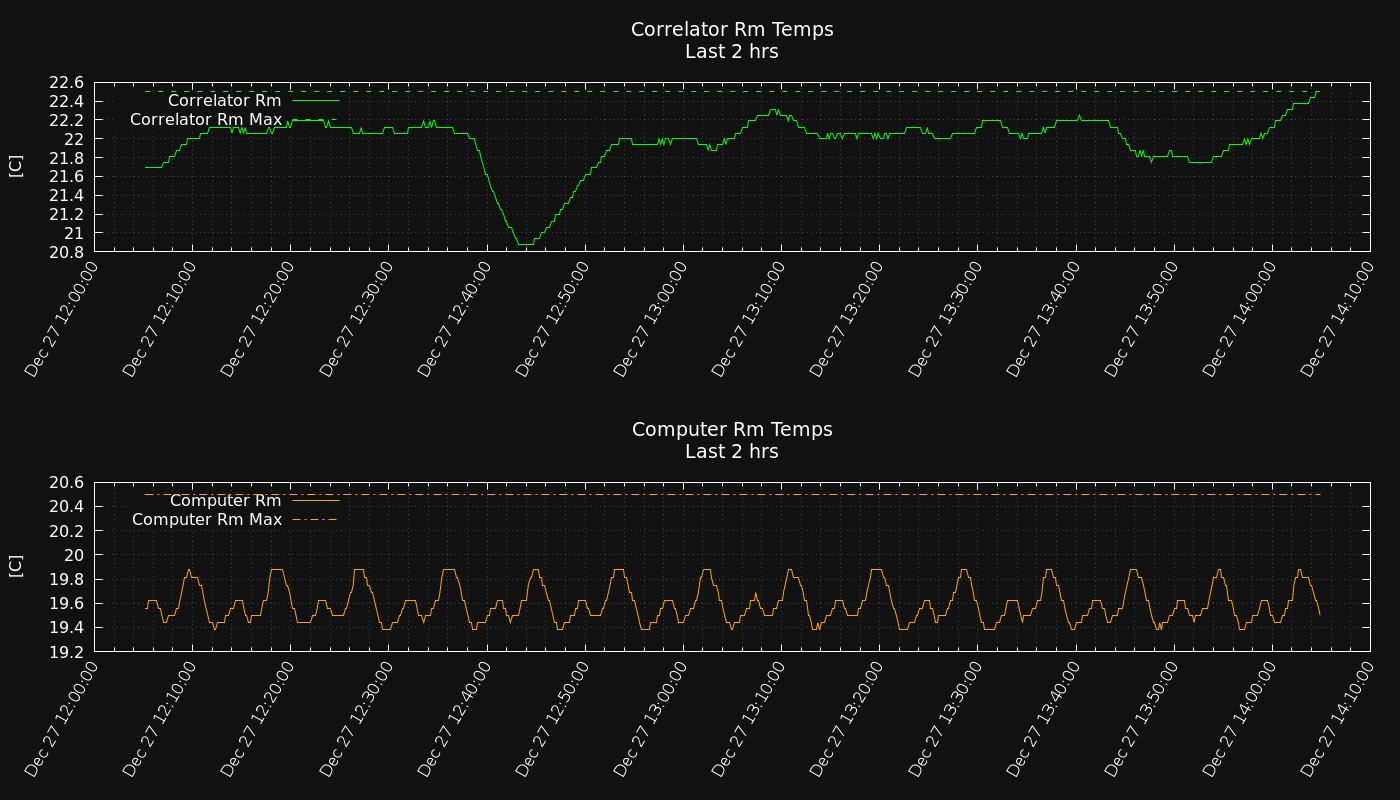 Correlator Rm Temps
Last 2 hrs
[C]
22.6
22.4
22.2
22
21.8
21.6
21.4
21.2
21
20.8
Correlator Rm
Correlator Rm Max
Dec 27 12:00:00
Dec 27 12:10:00
Dec 27 12:20:00
Dec 27 12:30:00
Dec 27 12:40:00
Dec 27 12:50:00
Dec 27 13:00:00
Dec 27 13:10:00
Dec 27 13:20:00
Dec 27 13:30:00
Dec 27 13:40:00
Dec 27 13:50:00
Dec 27 14:00:00
Dec 27 14:10:00
Computer Rm Temps
Last 2 hrs
[C]
20.6
20.4
20.2
20
19.8
19.6
19.4
19.2
Computer Rm
Computer Rm Max
Dec 27 12:00:00
Dec 27 12:10:00
Dec 27 12:20:00
Dec 27 12:30:00
Dec 27 12:40:00
Dec 27 12:50:00
Dec 27 13:00:00
Dec 27 13:10:00
Dec 27 13:20:00
Dec 27 13:30:00
Dec 27 13:40:00
Dec 27 13:50:00
Dec 27 14:00:00
Dec 27 14:10:00